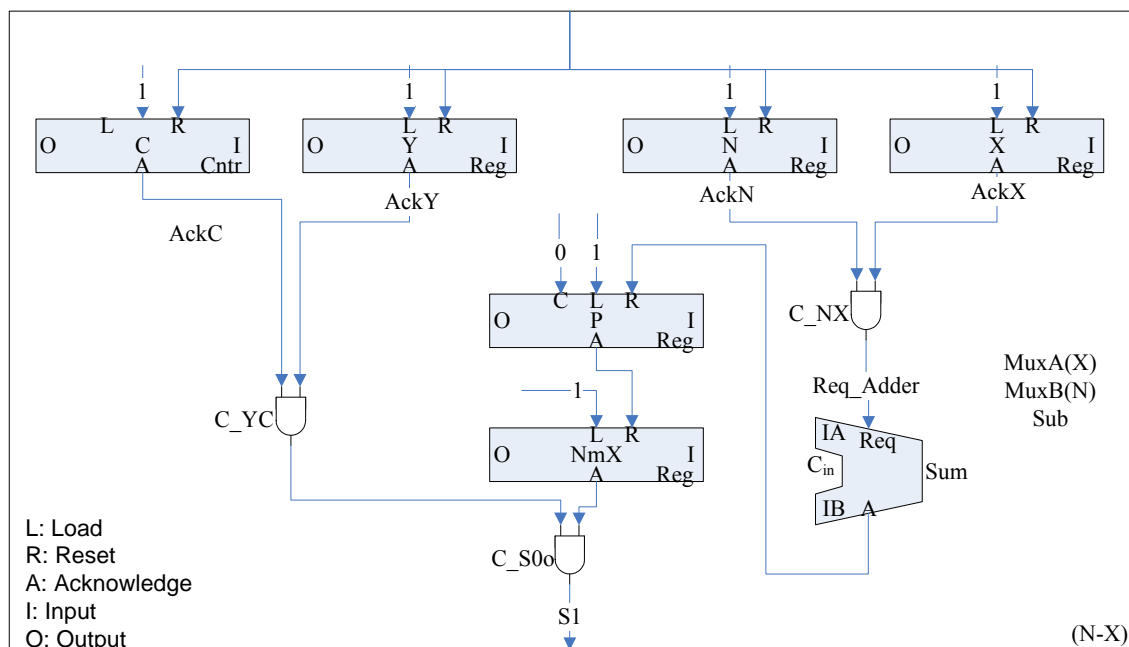 1 1 1 1
L R
O C I
A Cntr
L R
O Y I
A Reg
L R
O N I
A Reg
L R
O X I
A Reg
AckC
AckY
AckN
AckX
0 1
C L R
O P I
A Reg
C_NX
Req_Adder
MuxA(X)
MuxB(N)
Sub
C_YC
1
L R
O NmX I
A Reg
IA Req
Cin
Sum
IB A
C_S0o
S1
L: Load
R: Reset
A: Acknowledge
I: Input
O: Output
(N-X)